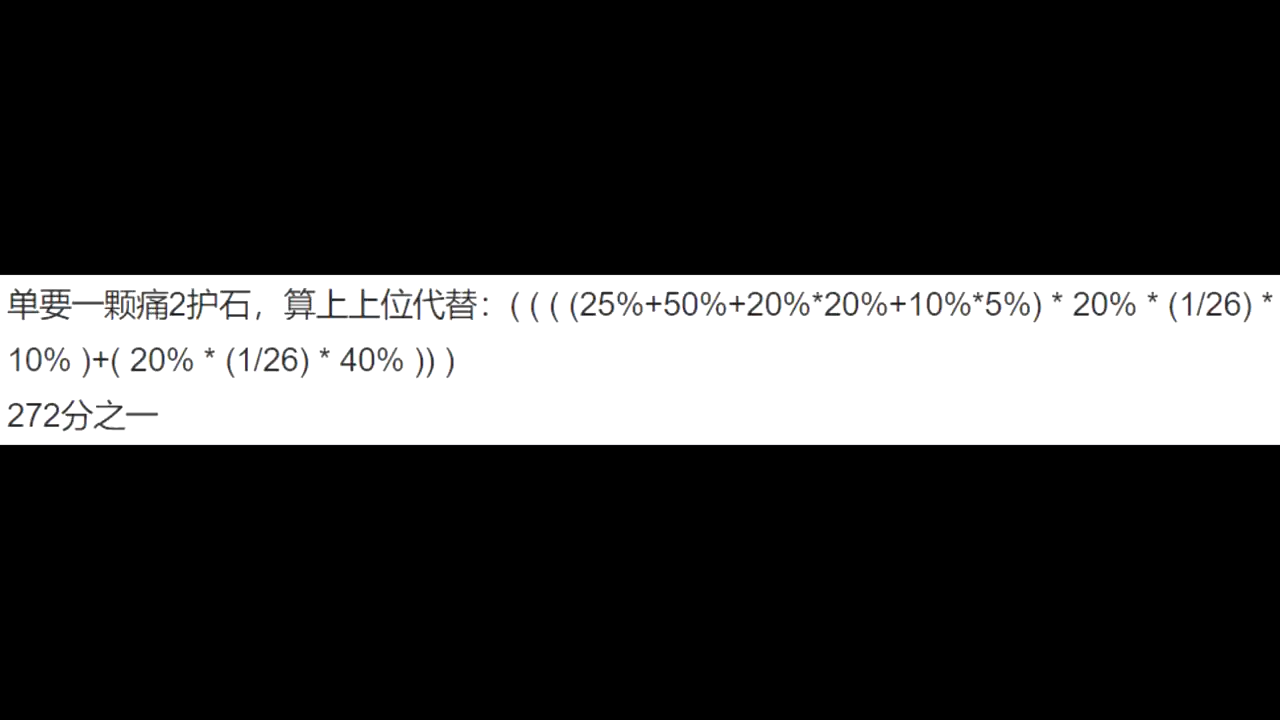 单要一颗痛2护石，算上上位代替：( ( ( (25%+50%+20%*20%+10%*5%) * 20% * (1/26) *
10% )+( 20% * (1/26) * 40% )) )
272分之一